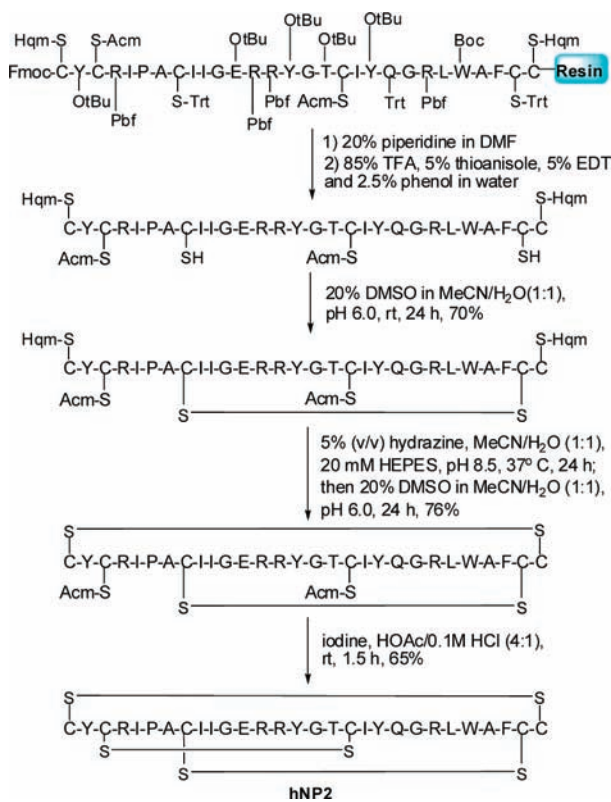 OtBu OtBu
Hqm-S S-Acm OtBu OtBu Boc S-Hqm
Fmoc-C-Y-C-R-I-P-A-C-I-I-G-E-R-R-Y-G-T-C-I-Y-Q-G-R-L-W-A-F-C-C-Resin
OtBu S-Trt Pbf Acm-S Trt Pbf S-Trt
Pbf Pbf
1) 20% piperidine in DMF
2) 85% TFA, 5% thioanisole, 5% EDT
and 2.5% phenol in water
Hqm-S S-Hqm
C-Y-C-R-I-P-A-C-I-I-G-E-R-R-Y-G-T-C-I-Y-Q-G-R-L-W-A-F-C-C
Acm-S SH Acm-S SH
20% DMSO in MeCN/H₂O(1:1),
pH 6.0, rt, 24 h, 70%
Hqm-S S-Hqm
C-Y-C-R-I-P-A-C-I-I-G-E-R-R-Y-G-T-C-I-Y-Q-G-R-L-W-A-F-C-C
Acm-S Acm-S
S S
5% (v/v) hydrazine, MeCN/H₂O (1:1),
20 mM HEPES, pH 8.5, 37º C, 24 h;
then 20% DMSO in MeCN/H₂O (1:1),
pH 6.0, 24 h, 76%
S S
C-Y-C-R-I-P-A-C-I-I-G-E-R-R-Y-G-T-C-I-Y-Q-G-R-L-W-A-F-C-C
Acm-S Acm-S
S S
iodine, HOAc/0.1M HCl (4:1),
rt, 1.5 h, 65%
S S
C-Y-C-R-I-P-A-C-I-I-G-E-R-R-Y-G-T-C-I-Y-Q-G-R-L-W-A-F-C-C
S S
S S
hNP2